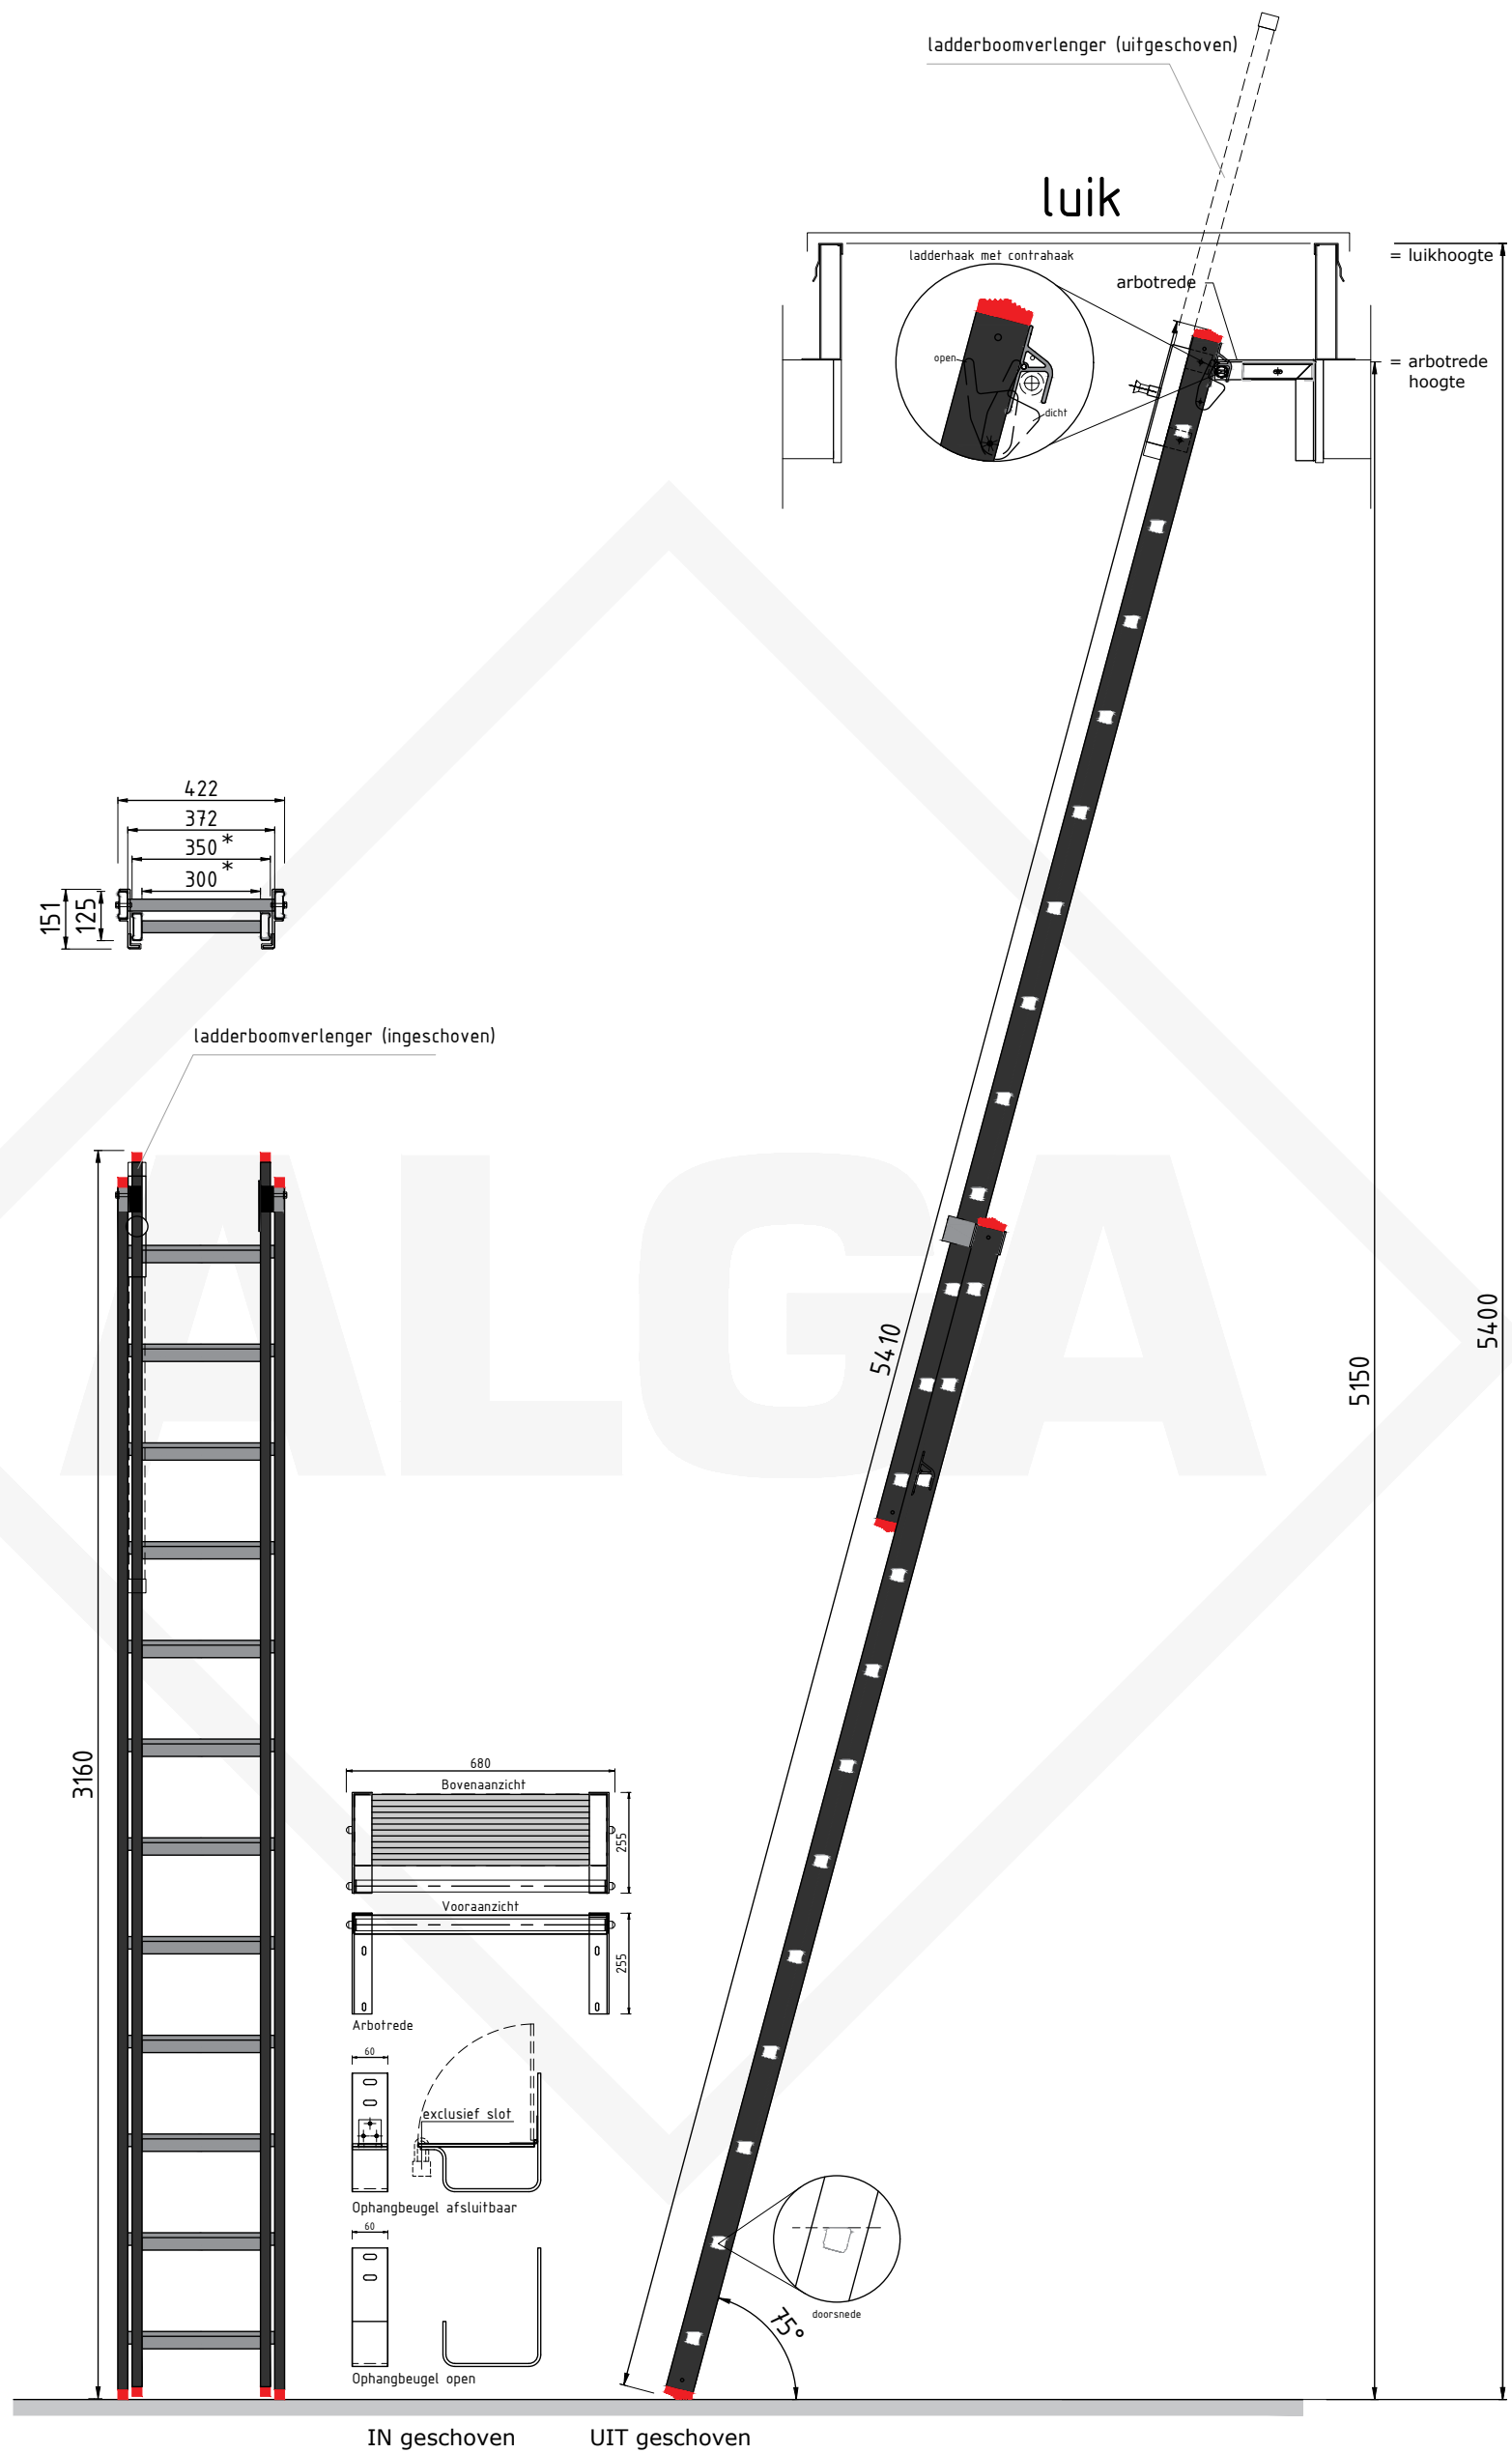 ladderboomverlenger (uitgeschoven)
luik
ladderhaak met contrahaak
= luikhoogte
arbotrede
open
dicht
= arbotrede
hoogte
422
372
350*
300*
151
125
ladderboomverlenger (ingeschoven)
ALGA
5410
5150
5400
3160
680
Bovenaanzicht
255
Vooraanzicht
255
Arbotrede
60
exclusief slot
Ophangbeugel afsluitbaar
60
Ophangbeugel open
doorsnede
75°
IN geschoven
UIT geschoven